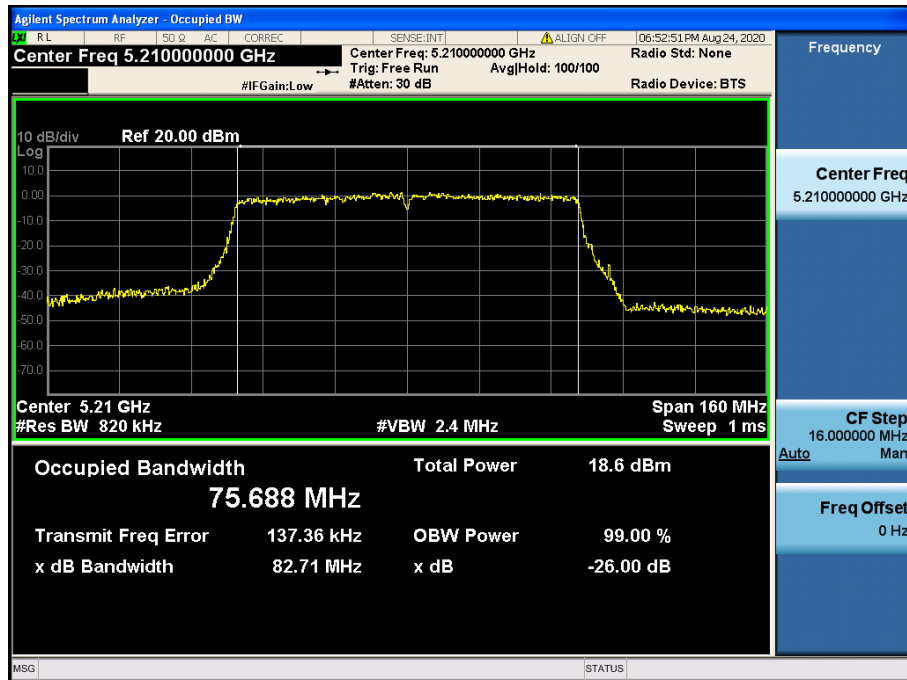 Agilent Spectrum Analyzer - Occupied BW
LXI RL RF 50 Ω AC CORREC SENSE:INT ALIGN OFF 06:52:51 PM Aug 24, 2020
Center Freq 5.210000000 GHz Center Freq: 5.210000000 GHz Radio Std: None
Trig: Free Run Avg|Hold: 100/100
#IFGain:Low #Atten: 30 dB Radio Device: BTS
10 dB/div Ref 20.00 dBm
Log
10.0
0.00
-10.0
-20.0
-30.0
-40.0
-50.0
-60.0
-70.0
Center 5.21 GHz Span 160 MHz
#Res BW 820 kHz #VBW 2.4 MHz Sweep 1 ms
Occupied Bandwidth Total Power 18.6 dBm
75.688 MHz
Transmit Freq Error 137.36 kHz OBW Power 99.00 %
x dB Bandwidth 82.71 MHz x dB -26.00 dB
MSG STATUS
Frequency
Center Freq
5.210000000 GHz
CF Step
16.000000 MHz
Auto Man
Freq Offset
0 Hz